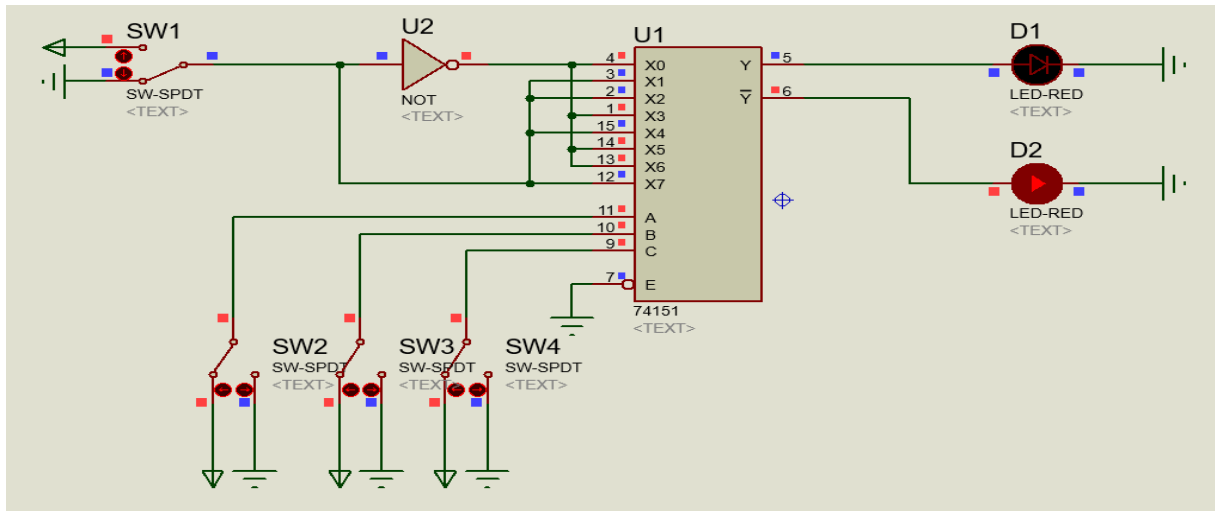 SW1
SW-SPDT
<TEXT>
U2
NOT
<TEXT>
U1
4 X0 Y 5
3 X1
2 X2 Y 6
1 X3
15 X4
14 X5
13 X6
12 X7
11 A
10 B
9 C
7 E
74151
<TEXT>
D1
LED-RED
<TEXT>
D2
LED-RED
<TEXT>
SW2
SW-SPDT
<TEXT>
SW3
SW-SPDT
<TEXT>
SW4
SW-SPDT
<TEXT>